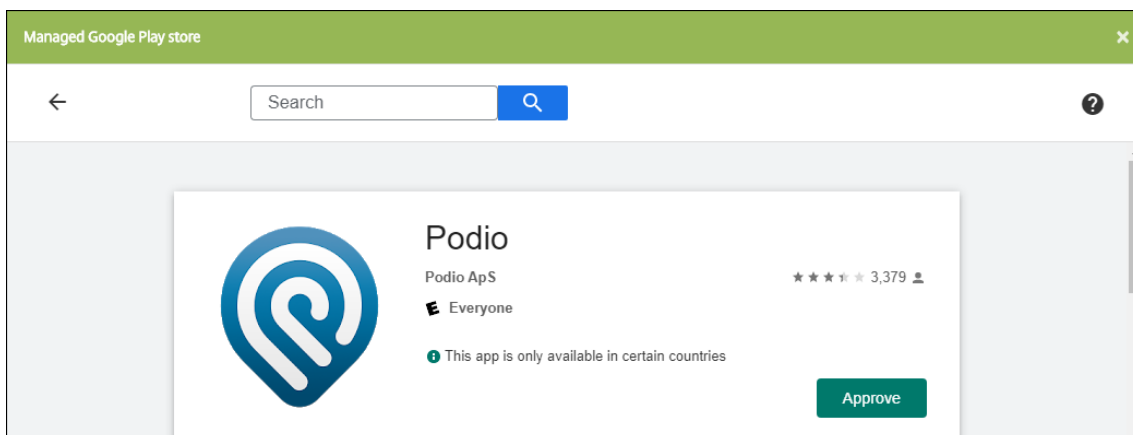 Managed Google Play store
Search
Podio
Podio ApS
3,379
Everyone
This app is only available in certain countries
Approve